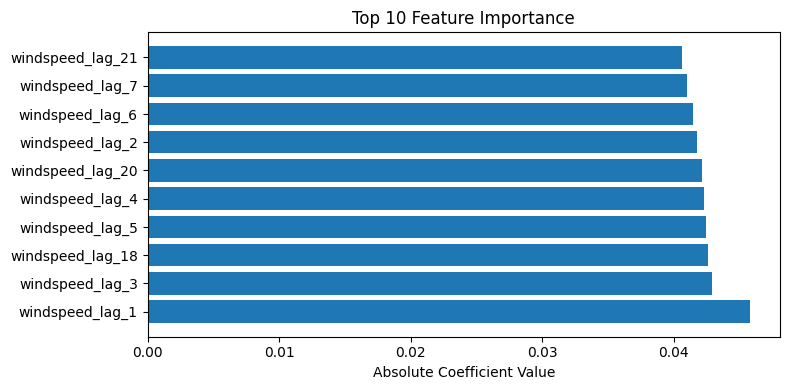 Top 10 Feature Importance
windspeed_lag_21
windspeed_lag_7
windspeed_lag_6
windspeed_lag_2
windspeed_lag_20
windspeed_lag_4
windspeed_lag_5
windspeed_lag_18
windspeed_lag_3
windspeed_lag_1
0.00 0.01 0.02 0.03 0.04
Absolute Coefficient Value